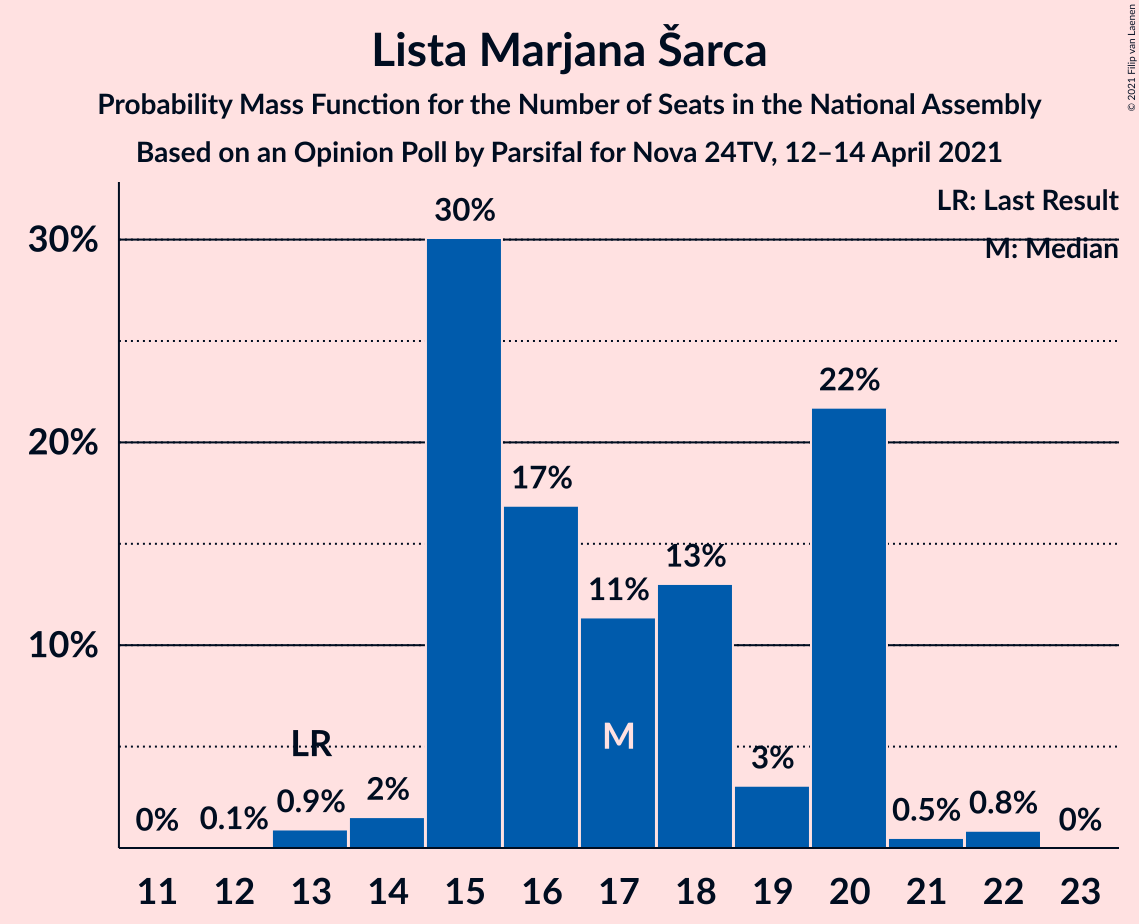 Lista Marjana Šarca
Probability Mass Function for the Number of Seats in the National Assembly
Based on an Opinion Poll by Parsifal for Nova 24TV, 12–14 April 2021
© 2021 Filip van Laenen
LR: Last Result
M: Median
30%
20%
10%
0%
0.1%
LR
0.9%
2%
30%
17%
11%
M
13%
3%
22%
0.5%
0.8%
0%
11 12 13 14 15 16 17 18 19 20 21 22 23